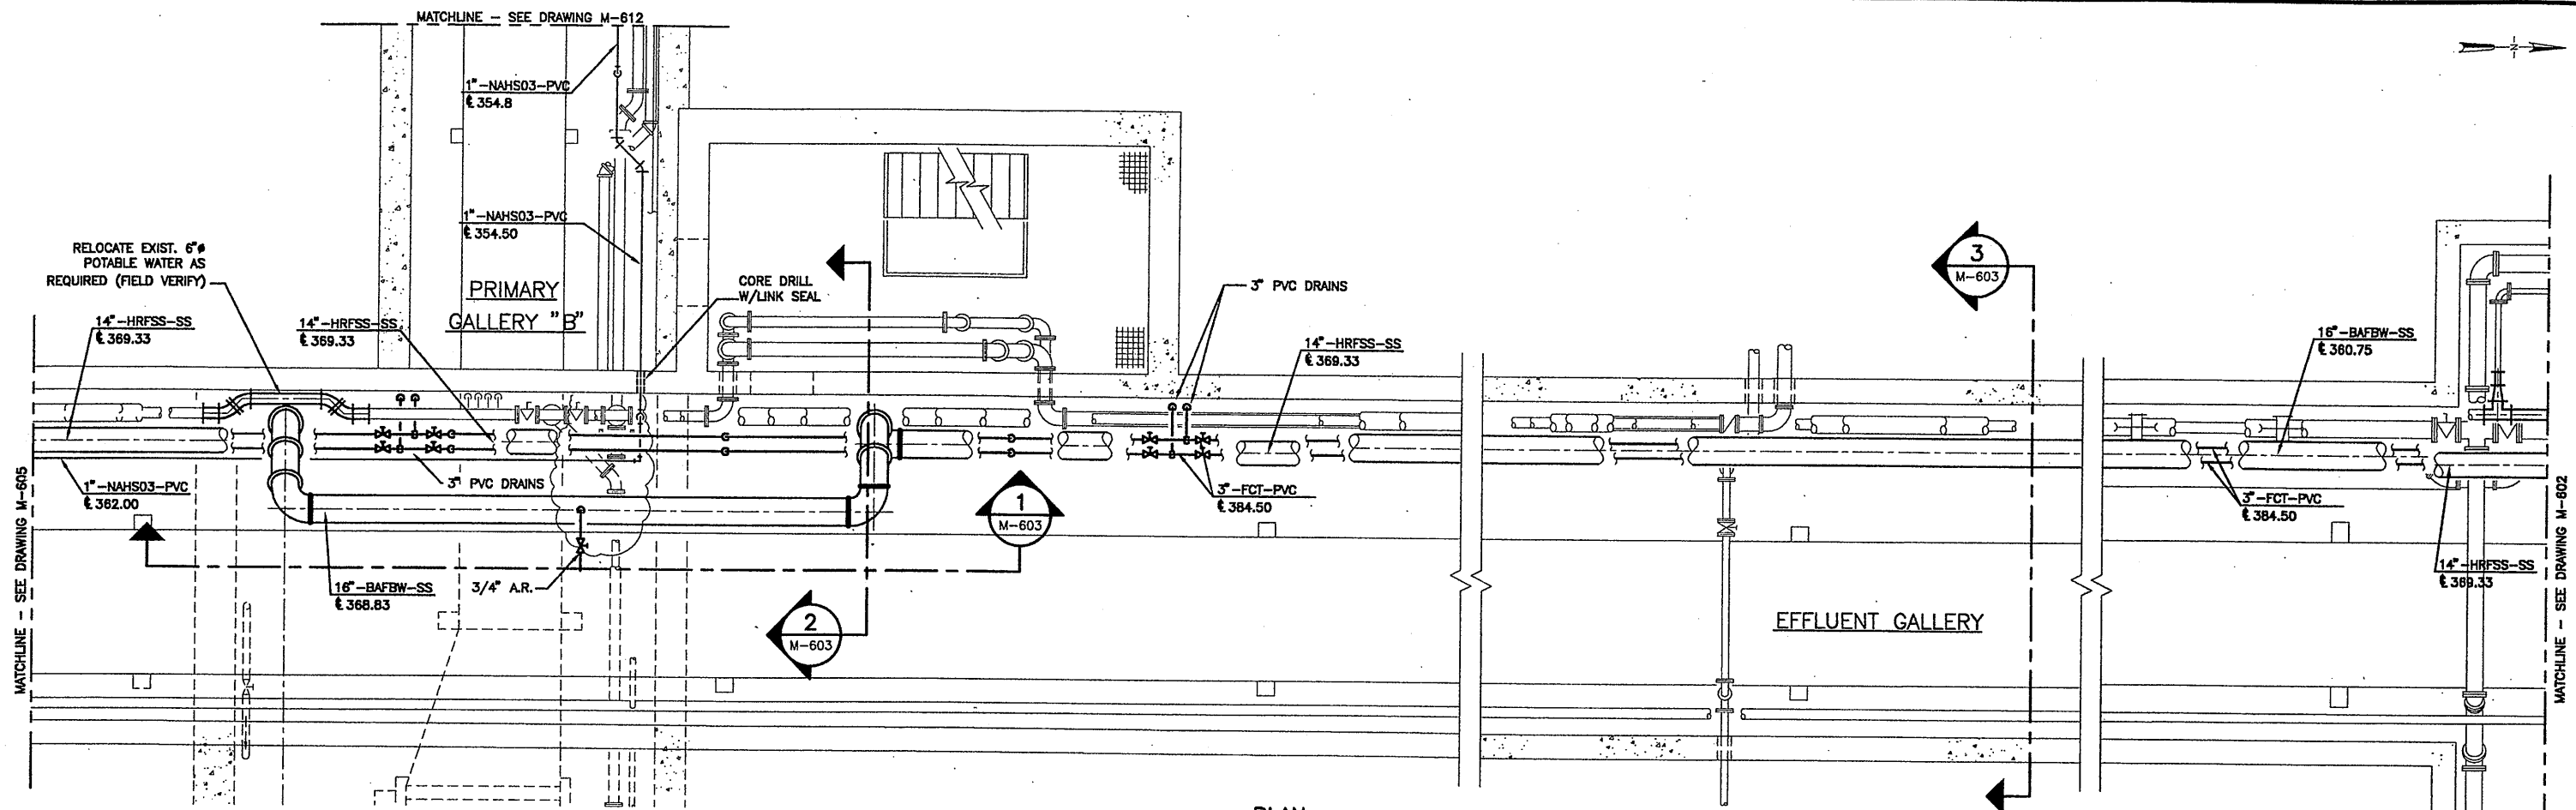 MATCHLINE - SEE DRAWING M-612
N
1"-NAHSO3-PVC
℄ 354.8
1"-NAHSO3-PVC
℄ 354.50
RELOCATE EXIST. 6"ø
POTABLE WATER AS
REQUIRED (FIELD VERIFY)
PRIMARY
GALLERY "B"
CORE DRILL
W/LINK SEAL
3" PVC DRAINS
3
M-603
14"-HRFSS-SS
℄ 369.33
14"-HRFSS-SS
℄ 369.33
14"-HRFSS-SS
℄ 369.33
16"-BAFBW-SS
℄ 360.75
1"-NAHSO3-PVC
℄ 362.00
3" PVC DRAINS
3"-FCT-PVC
℄ 384.50
3"-FCT-PVC
℄ 384.50
1
M-603
14"-HRFSS-SS
℄ 369.33
16"-BAFBW-SS
℄ 368.83
3/4" A.R.
2
M-603
EFFLUENT GALLERY
MATCHLINE - SEE DRAWING M-605
MATCHLINE - SEE DRAWING M-602
PLAN